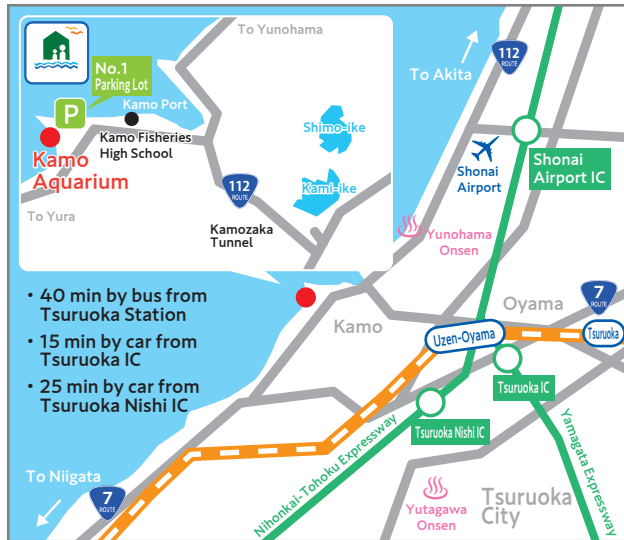 To Yunohama
No.1
Parking Lot
P
Kamo Port
Kamo Fisheries
High School
Kamo
Aquarium
To Yura
112
ROUTE
Kamozaka
Tunnel
Shimo-ike
Kami-ike
To Akita
112
ROUTE
Shonai
Airport
Shonai
Airport IC
Yunohama
Onsen
7
ROUTE
Oyama
Kamo
Uzen-Oyama
Tsuruoka
Tsuruoka IC
Tsuruoka Nishi IC
• 40 min by bus from
Tsuruoka Station
• 15 min by car from
Tsuruoka IC
• 25 min by car from
Tsuruoka Nishi IC
To Niigata
7
ROUTE
Nihonkai-Tohoku Expressway
Yamagata Expressway
Yutagawa
Onsen
Tsuruoka
City